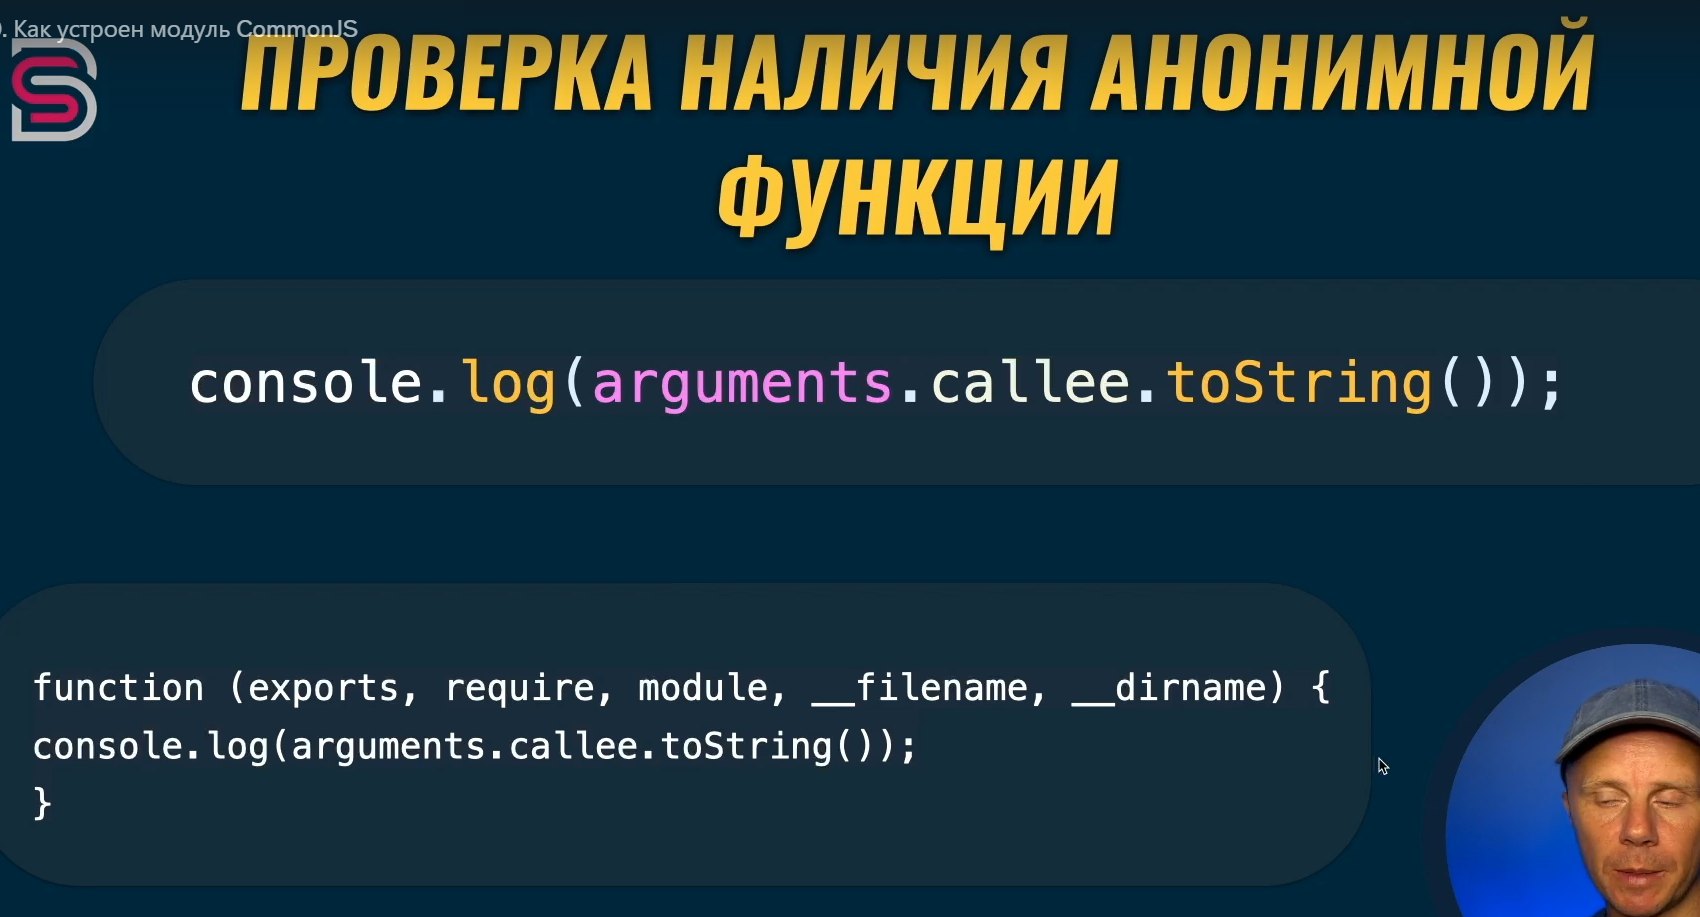 . Как устроен модуль CommonJS
ПРОВЕРКА НАЛИЧИЯ АНОНИМНОЙ
ФУНКЦИИ
console.log(arguments.callee.toString());
function (exports, require, module, __filename, __dirname) {
console.log(arguments.callee.toString());
}